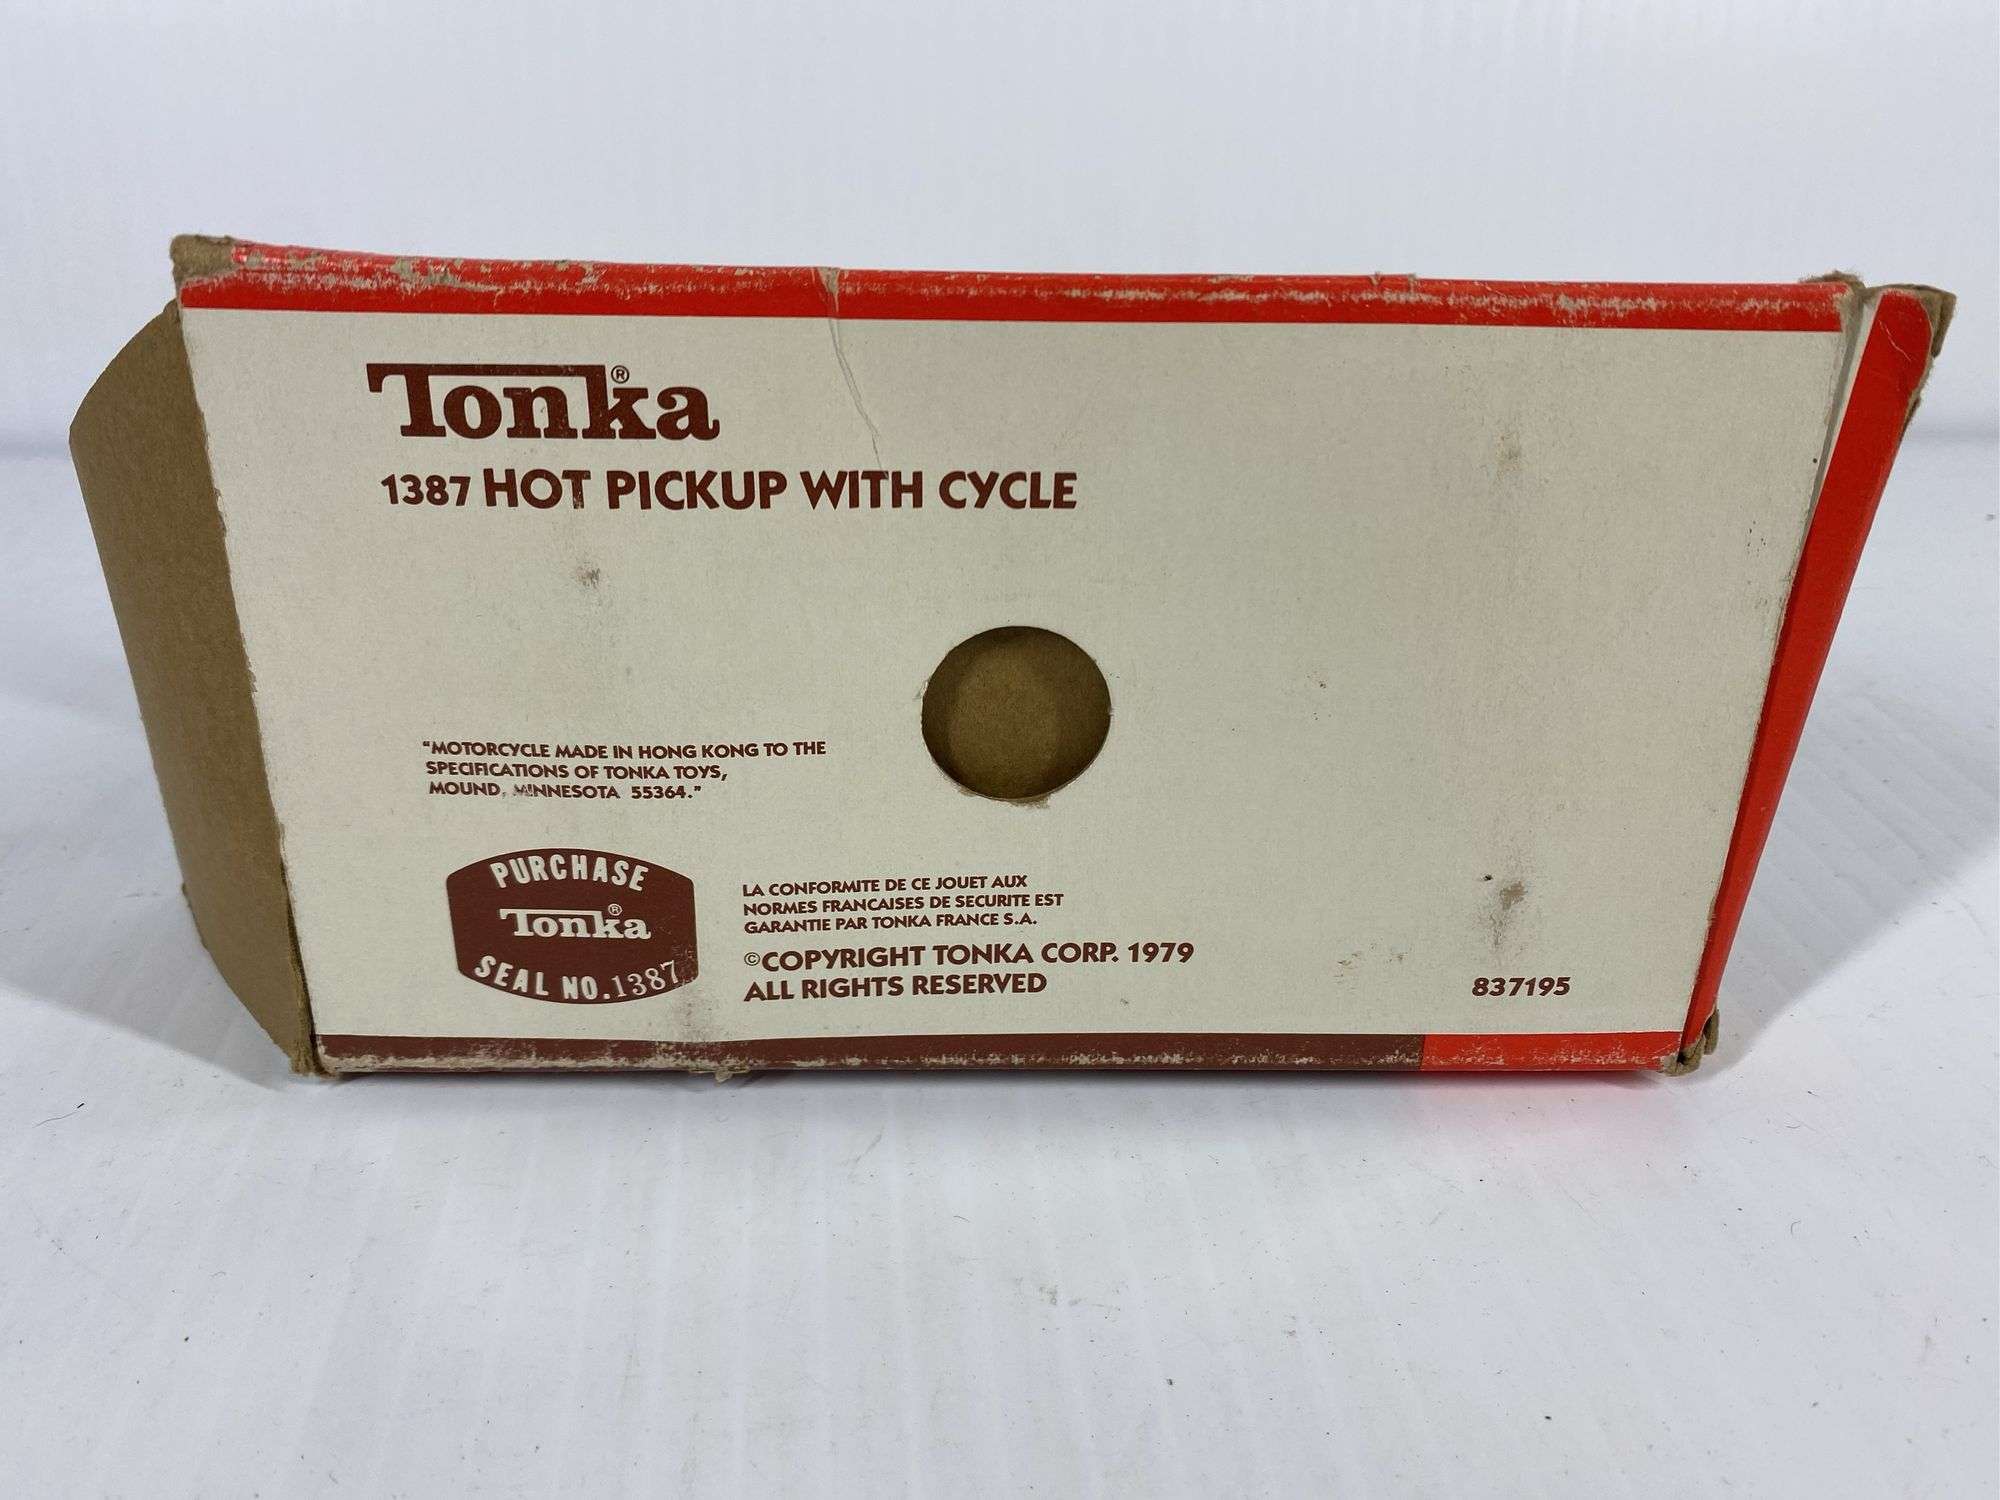 Tonka®
1387 HOT PICKUP WITH CYCLE
"MOTORCYCLE MADE IN HONG KONG TO THE
SPECIFICATIONS OF TONKA TOYS,
MOUND, MINNESOTA 55364."
PURCHASE
Tonka®
SEAL NO. 1387
LA CONFORMITE DE CE JOUET AUX
NORMES FRANCAISES DE SECURITE EST
GARANTIE PAR TONKA FRANCE S.A.
©COPYRIGHT TONKA CORP. 1979
ALL RIGHTS RESERVED
837195